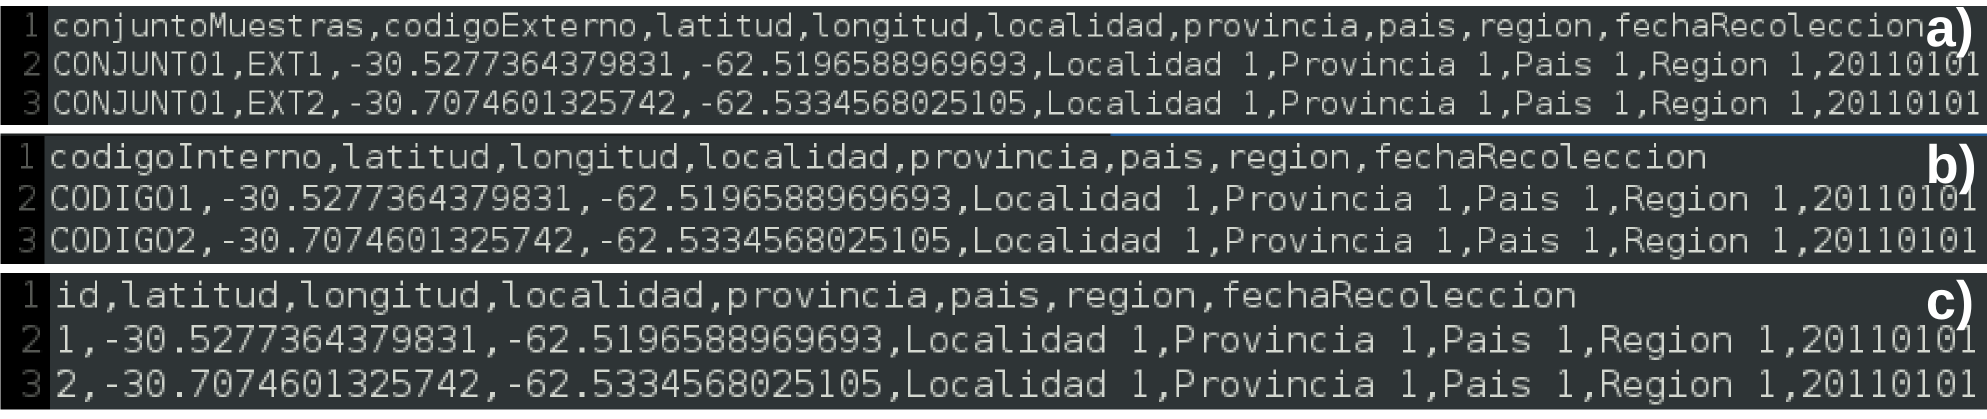 1 conjuntoMuestras,codigoExterno,latitud,longitud,localidad,provincia,pais,region,fechaRecoleccion a)
2 CONJUNTO1,EXT1,-30.5277364379831,-62.5196588969693,Localidad 1,Provincia 1,Pais 1,Region 1,20110101
3 CONJUNTO1,EXT2,-30.7074601325742,-62.5334568025105,Localidad 1,Provincia 1,Pais 1,Region 1,20110101
1 codigoInterno,latitud,longitud,localidad,provincia,pais,region,fechaRecoleccion b)
2 CODIGO1,-30.5277364379831,-62.5196588969693,Localidad 1,Provincia 1,Pais 1,Region 1,20110101
3 CODIGO2,-30.7074601325742,-62.5334568025105,Localidad 1,Provincia 1,Pais 1,Region 1,20110101
1 id,latitud,longitud,localidad,provincia,pais,region,fechaRecoleccion c)
2 1,-30.5277364379831,-62.5196588969693,Localidad 1,Provincia 1,Pais 1,Region 1,20110101
3 2,-30.7074601325742,-62.5334568025105,Localidad 1,Provincia 1,Pais 1,Region 1,20110101